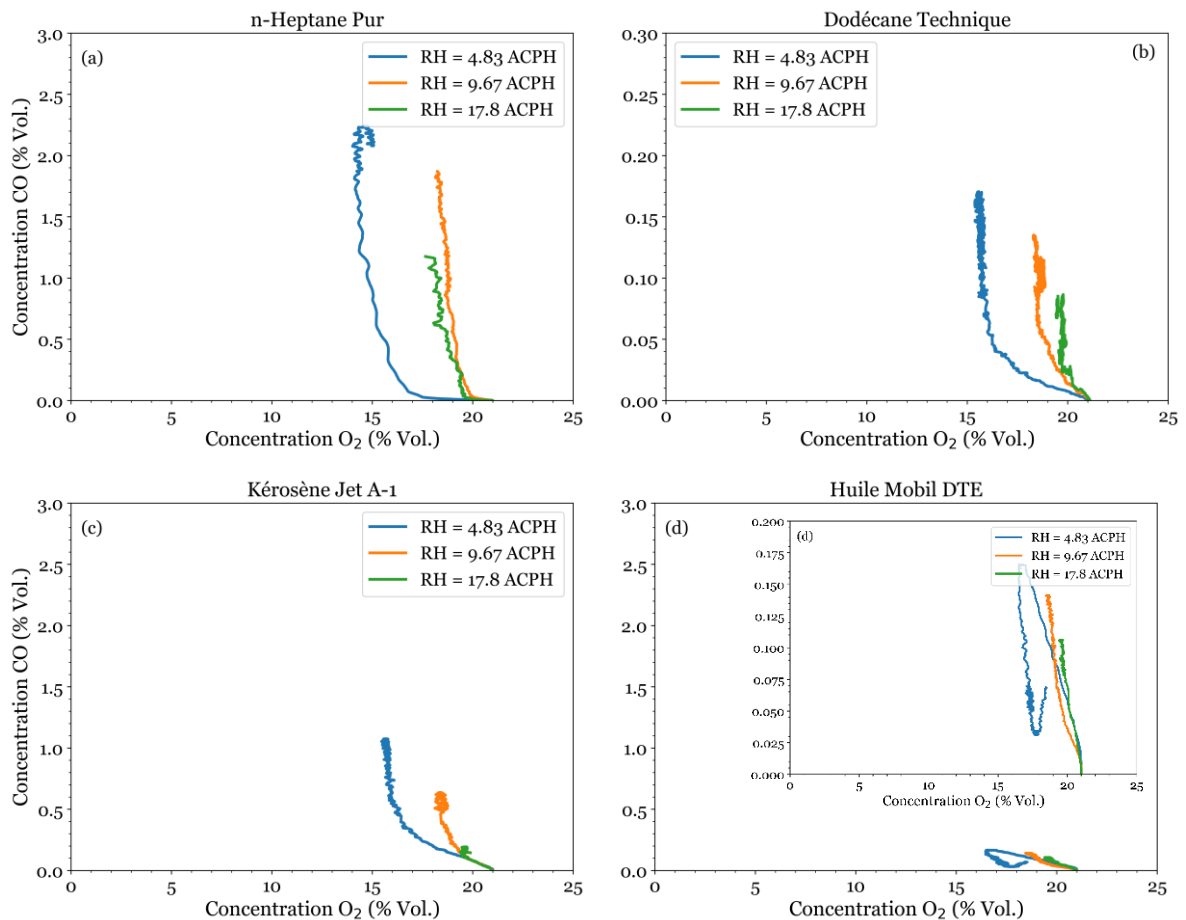 n-Heptane Pur
(a)
RH = 4.83 ACPH
RH = 9.67 ACPH
RH = 17.8 ACPH
Concentration CO (% Vol.)
3.0
2.5
2.0
1.5
1.0
0.5
0.0
0 5 10 15 20 25
Concentration O₂ (% Vol.)
Dodécane Technique
(b)
RH = 4.83 ACPH
RH = 9.67 ACPH
RH = 17.8 ACPH
0.30
0.25
0.20
0.15
0.10
0.05
0.00
0 5 10 15 20 25
Concentration O₂ (% Vol.)
Kérosène Jet A-1
(c)
RH = 4.83 ACPH
RH = 9.67 ACPH
RH = 17.8 ACPH
Concentration CO (% Vol.)
3.0
2.5
2.0
1.5
1.0
0.5
0.0
0 5 10 15 20 25
Concentration O₂ (% Vol.)
Huile Mobil DTE
(d)
3.0
2.5
2.0
1.5
1.0
0.5
0.0
0 5 10 15 20 25
Concentration O₂ (% Vol.)
(d)
RH = 4.83 ACPH
RH = 9.67 ACPH
RH = 17.8 ACPH
0.200
0.175
0.150
0.125
0.100
0.075
0.050
0.025
0.000
0 5 10 15 20 25
Concentration O₂ (% Vol.)